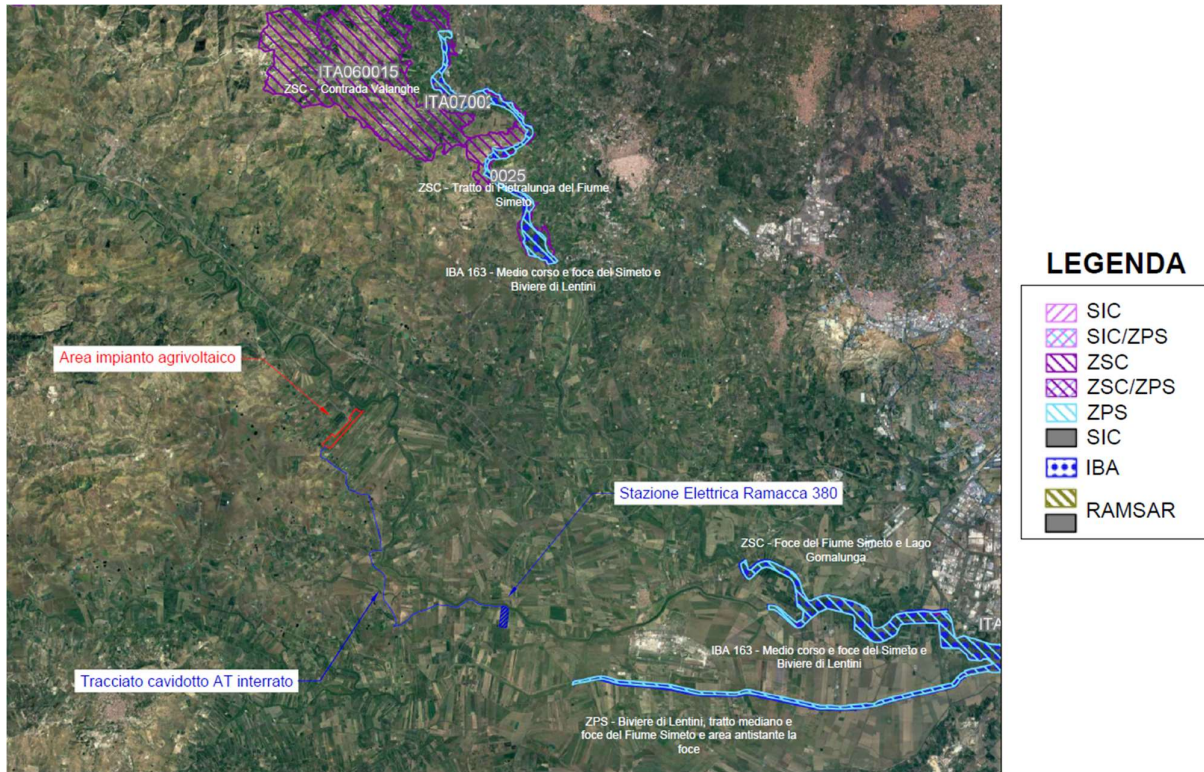 ITA060015
ZSC - Contrada Valanghe
ITA07002
0025
ZSC - Tratto di Pietralunga del Fiume
Simeto
IBA 163 - Medio corso e foce del Simeto e
Biviere di Lentini
Area impianto agrivoltaico
Stazione Elettrica Ramacca 380
ZSC - Foce del Fiume Simeto e Lago
Gornalunga
ITA
IBA 163 - Medio corso e foce del Simeto e
Biviere di Lentini
Tracciato cavidotto AT interrato
ZPS - Biviere di Lentini, tratto mediano e
foce del Fiume Simeto e area antistante la
foce
LEGENDA
SIC
SIC/ZPS
ZSC
ZSC/ZPS
ZPS
SIC
IBA
RAMSAR